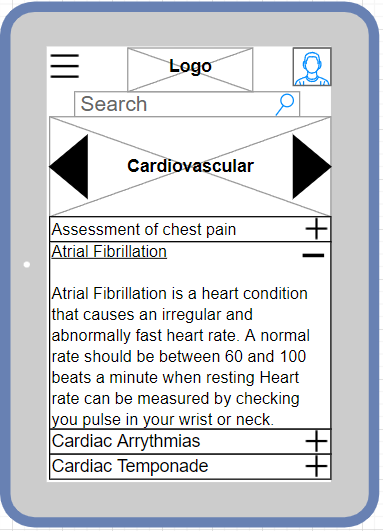 Logo
Search
Cardiovascular
Assessment of chest pain
Atrial Fibrillation
Atrial Fibrillation is a heart condition
that causes an irregular and
abnormally fast heart rate. A normal
rate should be between 60 and 100
beats a minute when resting Heart
rate can be measured by checking
you pulse in your wrist or neck.
Cardiac Arrythmias
Cardiac Temponade